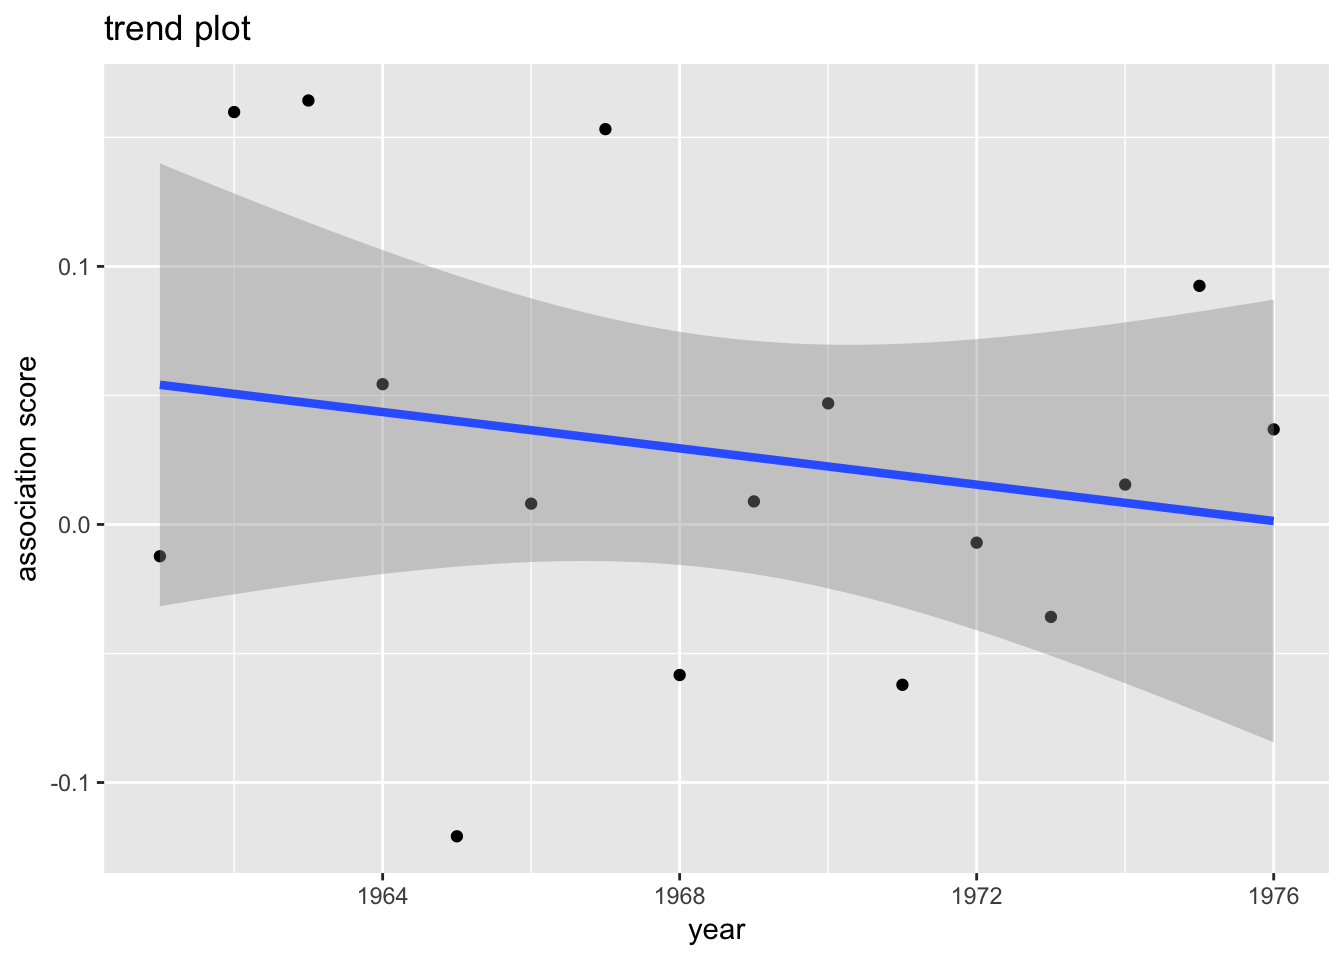 trend plot
association score
0.1
0.0
-0.1
1964 1968 1972 1976
year